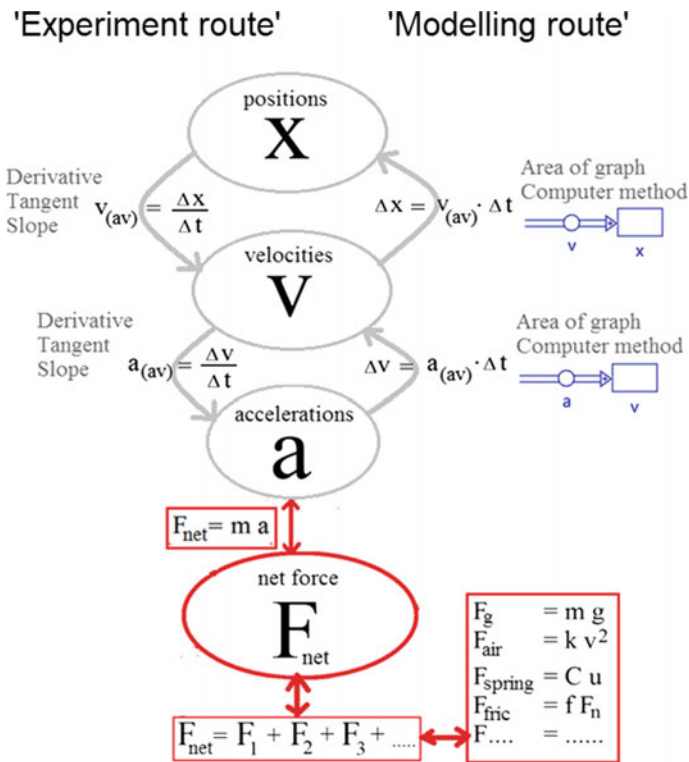 'Experiment route' 'Modelling route'
positions
x
Derivative
Tangent
Slope
v(av) = Δx / Δt
Δx = v(av) · Δt
Area of graph
Computer method
v x
velocities
v
Derivative
Tangent
Slope
a(av) = Δv / Δt
Δv = a(av) · Δt
Area of graph
Computer method
a v
accelerations
a
Fnet = m a
net force
Fnet
Fg = m g
Fair = k v²
Fspring = C u
Ffric = f Fn
F.... = ......
Fnet = F1 + F2 + F3 + .....